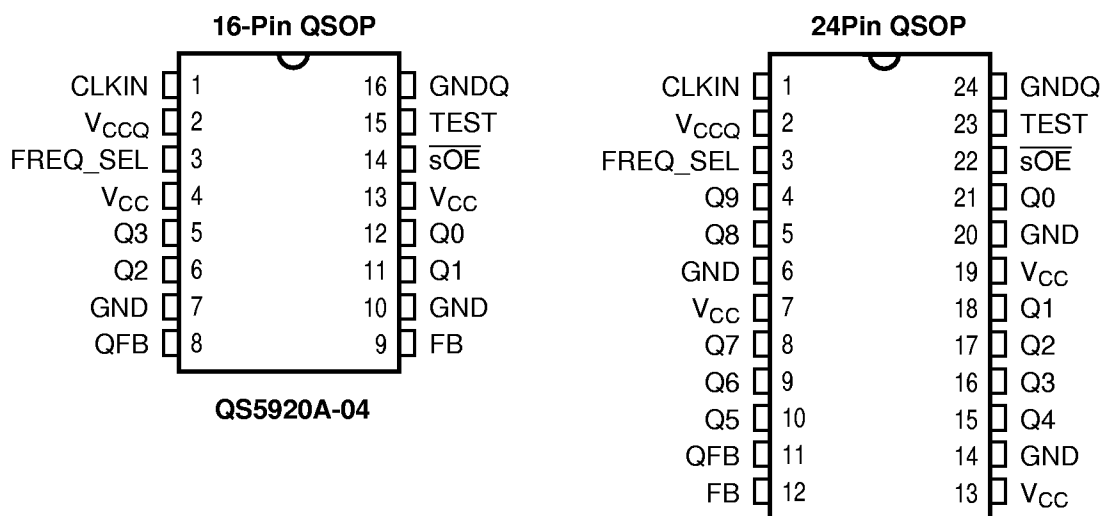 16-Pin QSOP
CLKIN 1 16 GNDQ
VCCQ 2 15 TEST
FREQ_SEL 3 14 s̅O̅E̅
VCC 4 13 VCC
Q3 5 12 Q0
Q2 6 11 Q1
GND 7 10 GND
QFB 8 9 FB
QS5920A-04
24Pin QSOP
CLKIN 1 24 GNDQ
VCCQ 2 23 TEST
FREQ_SEL 3 22 s̅O̅E̅
Q9 4 21 Q0
Q8 5 20 GND
GND 6 19 VCC
VCC 7 18 Q1
Q7 8 17 Q2
Q6 9 16 Q3
Q5 10 15 Q4
QFB 11 14 GND
FB 12 13 VCC